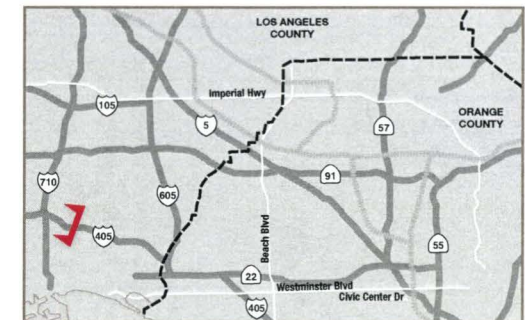 LOS ANGELES
COUNTY
Imperial Hwy
105
5
57
ORANGE
COUNTY
710
605
91
405
Beach Blvd
55
22
Westminster Blvd
Civic Center Dr
405